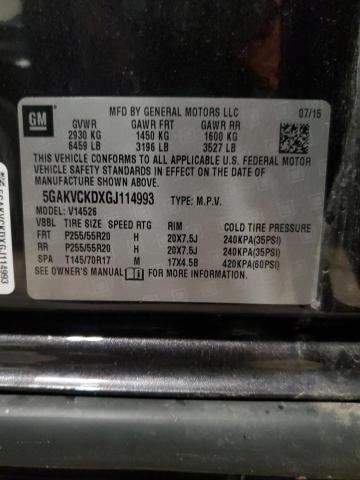 GM
MFD BY GENERAL MOTORS LLC 07/15
GVWR GAWR FRT GAWR RR
2930 KG 1450 KG 1600 KG
6459 LB 3196 LB 3527 LB
THIS VEHICLE CONFORMS TO ALL APPLICABLE U.S. FEDERAL MOTOR
VEHICLE SAFETY STANDARDS IN EFFECT ON THE DATE OF
MANUFACTURE SHOWN ABOVE.
5GAKVCKDXGJ114993 TYPE: M.P.V.
MODEL: V14526
VBBL TIRE SIZE SPEED RTG RIM COLD TIRE PRESSURE
FRT P255/55R20 H 20X7.5J 240KPA(35PSI)
RR P255/55R20 H 20X7.5J 240KPA(35PSI)
SPA T145/70R17 M 17X4.5B 420KPA(60PSI)
SEE OWNER'S MANUAL FOR MORE INFORMATION
5GAKVCKDXGJ114993